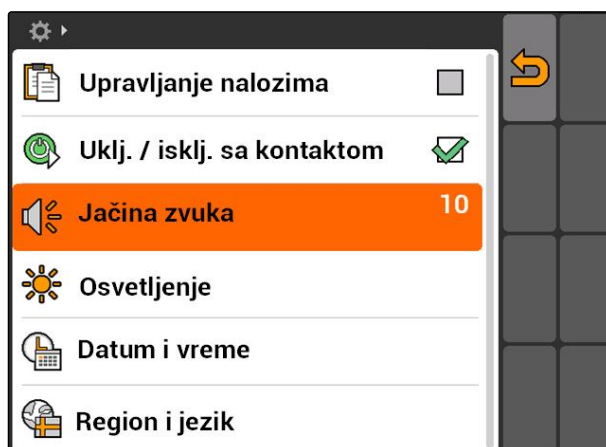 Upravljanje nalozima
Uklj. / isklj. sa kontaktom
Jačina zvuka 10
Osvetljenje
Datum i vreme
Region i jezik